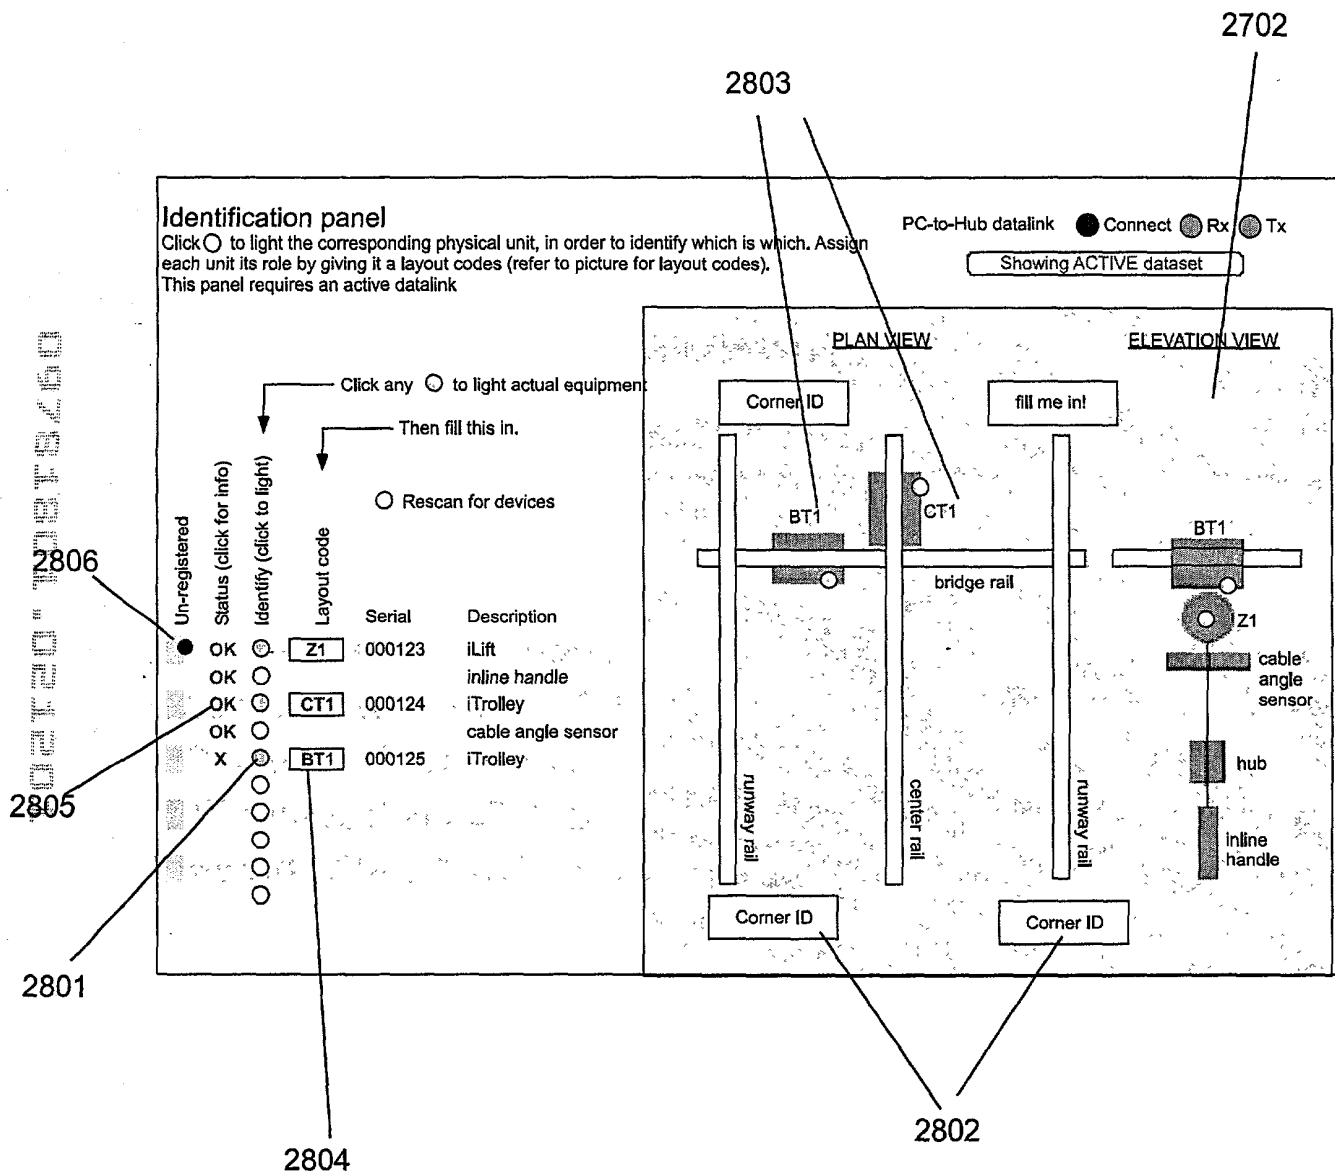 2702
2803
Identification panel
Click to light the corresponding physical unit, in order to identify which is which. Assign
each unit its role by giving it a layout codes (refer to picture for layout codes).
This panel requires an active datalink
PC-to-Hub datalink Connect Rx Tx
Showing ACTIVE dataset
Click any to light actual equipment
Then fill this in.
Rescan for devices
Un-registered
Status (click for info)
Identify (click to light)
Layout code
Serial
Description
OK Z1 000123 iLift
OK inline handle
OK CT1 000124 iTrolley
OK cable angle sensor
X BT1 000125 iTrolley
2806
2805
2801
2804
PLAN VIEW
ELEVATION VIEW
Corner ID
fill me in!
BT1
CT1
bridge rail
runway rail
center rail
runway rail
Corner ID
Corner ID
BT1
Z1
cable
angle
sensor
hub
inline
handle
2802